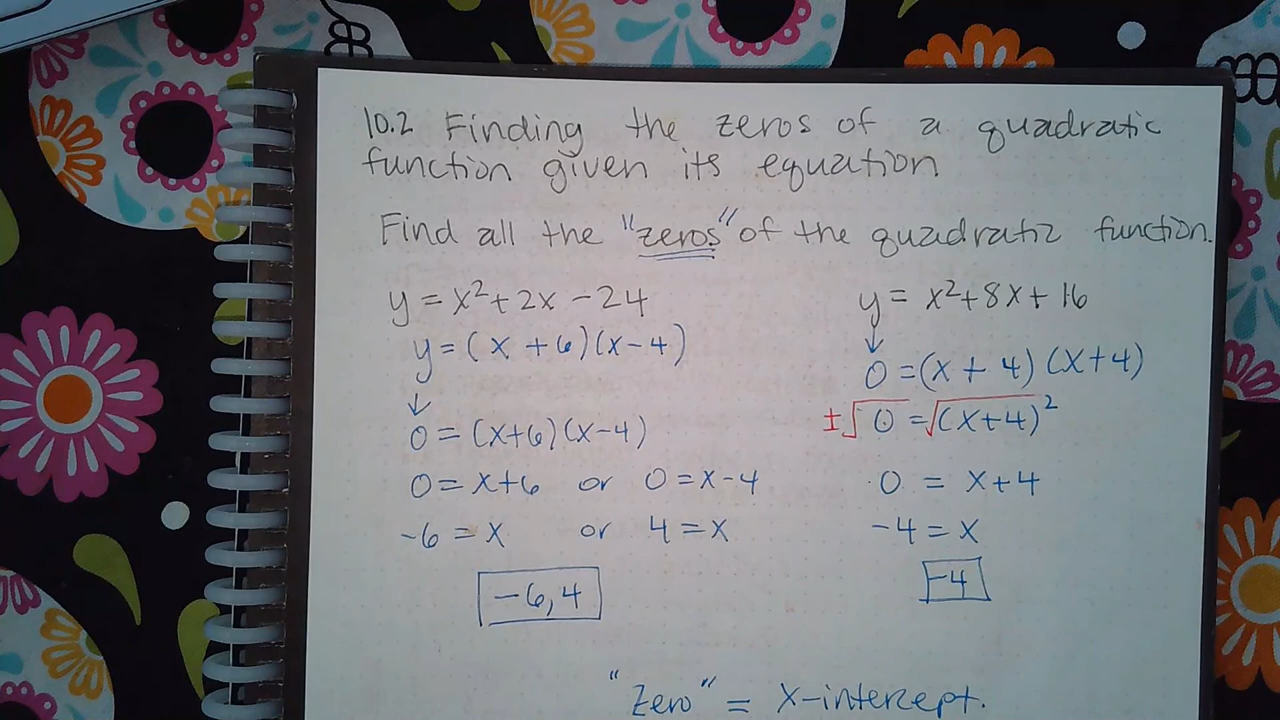 10.2 Finding the zeros of a quadratic
function given its equation
Find all the "zeros" of the quadratic function.
y = x²+2x-24
y = (x+6)(x-4)
↓
0 = (x+6)(x-4)
0 = x+6 or 0 = x-4
-6 = x or 4 = x
-6, 4
y = x²+8x+16
↓
0 = (x+4)(x+4)
±√0 = √(x+4)²
0 = x+4
-4 = x
-4
"Zero" = x-intercept.